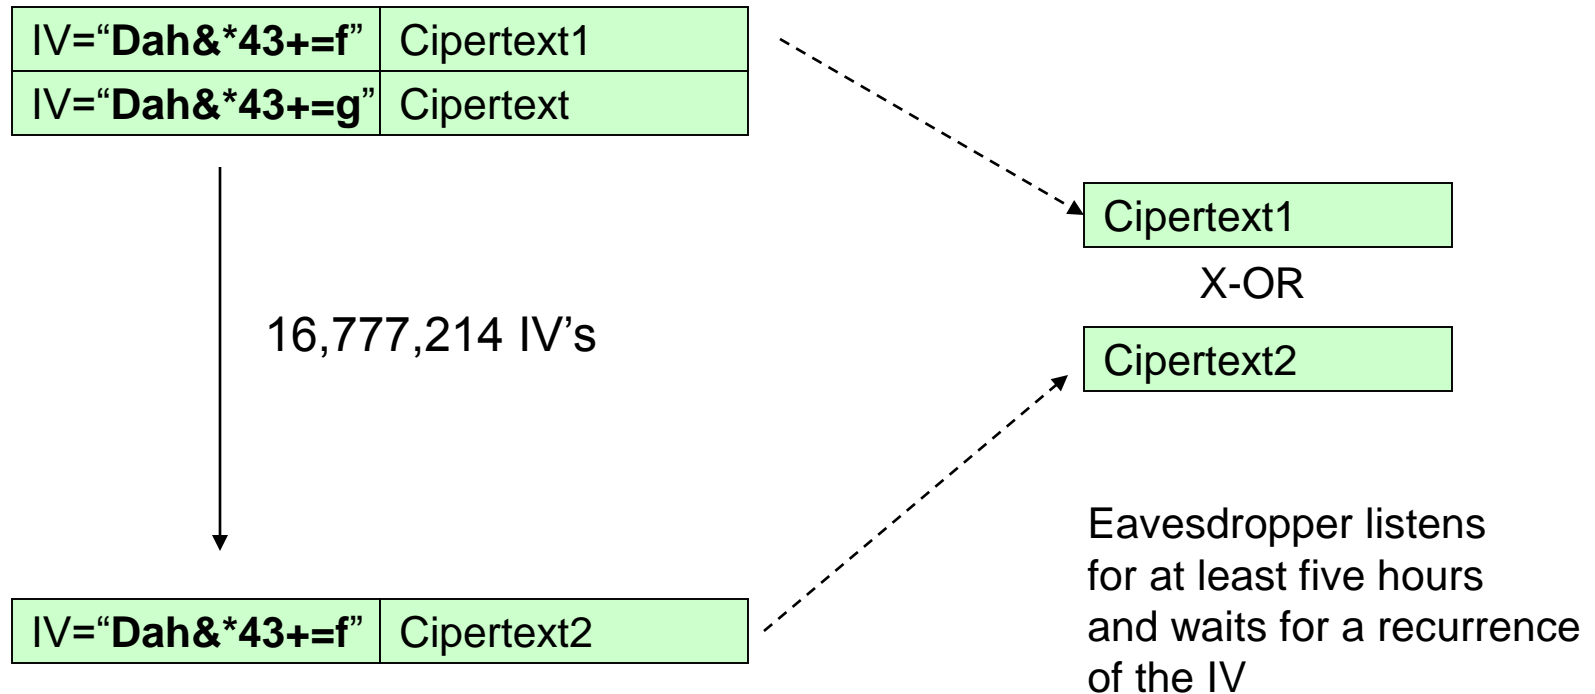 IV=“Dah&*43+=f” Cipertext1
IV=“Dah&*43+=g” Cipertext
Cipertext1
X-OR
16,777,214 IV’s
Cipertext2
Eavesdropper listens
for at least five hours
and waits for a recurrence
of the IV
IV=“Dah&*43+=f” Cipertext2